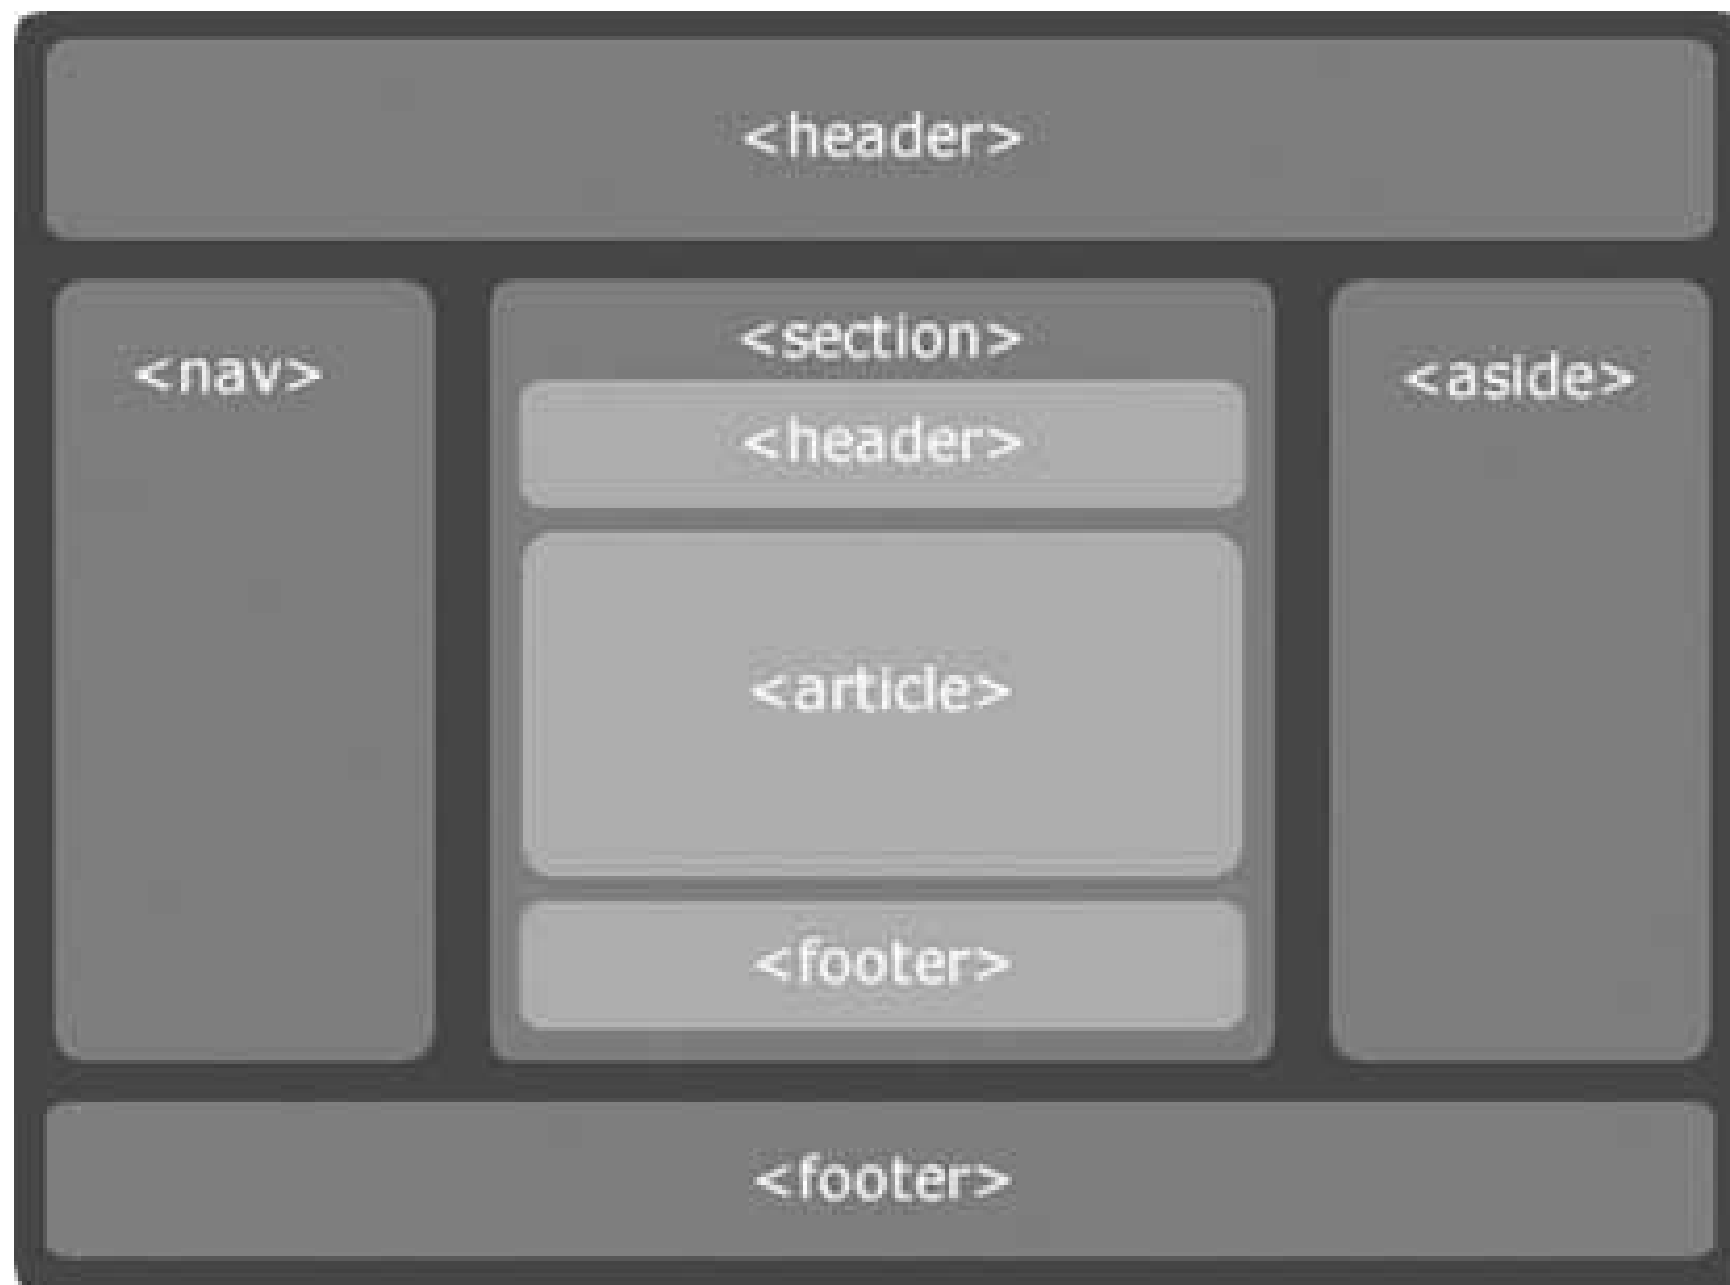 <header>
<nav>
<section>
<header>
<article>
<footer>
<aside>
<footer>